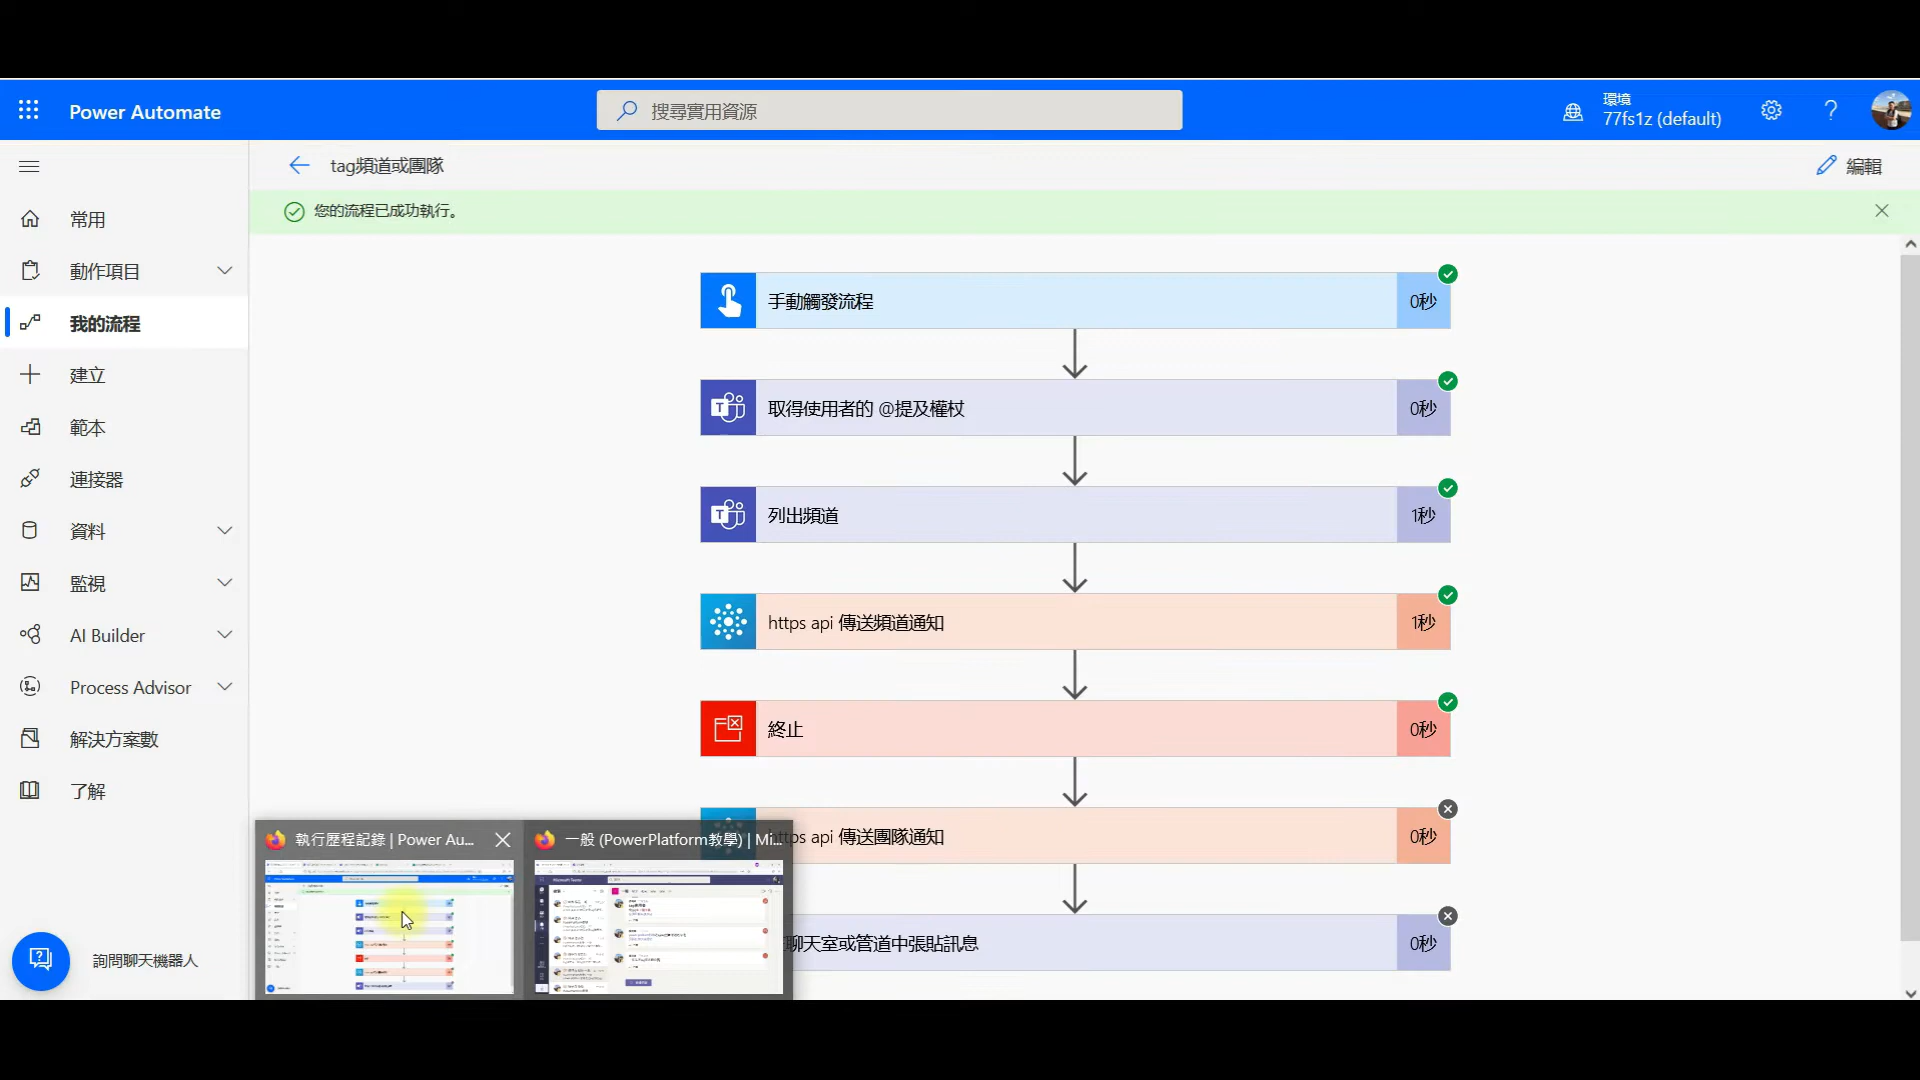 Power Automate
搜尋實用資源
環境
77fs1z (default)
tag頻道或團隊
編輯
您的流程已成功執行。
常用
動作項目
我的流程
建立
範本
連接器
資料
監視
AI Builder
Process Advisor
解決方案數
了解
詢問聊天機器人
手動觸發流程
0秒
取得使用者的 @提及權杖
0秒
列出頻道
1秒
https api 傳送頻道通知
1秒
終止
0秒
https api 傳送團隊通知
0秒
聊天室或管道中張貼訊息
0秒
執行歷程記錄 | Power Au...
一般 (PowerPlatform教學) | Mi...